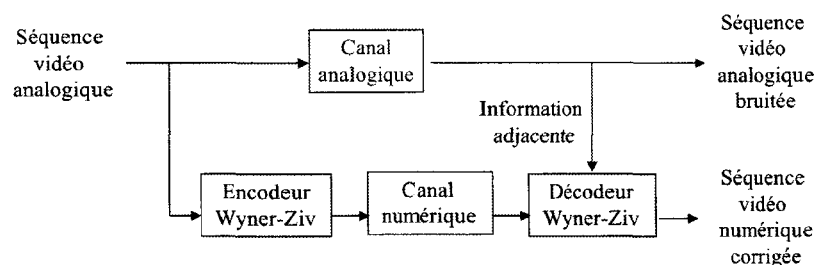 Séquence
vidéo
analogique
Canal
analogique
Séquence
vidéo
analogique
bruitée
Information
adjacente
Encodeur
Wyner-Ziv
Canal
numérique
Décodeur
Wyner-Ziv
Séquence
vidéo
numérique
corrigée